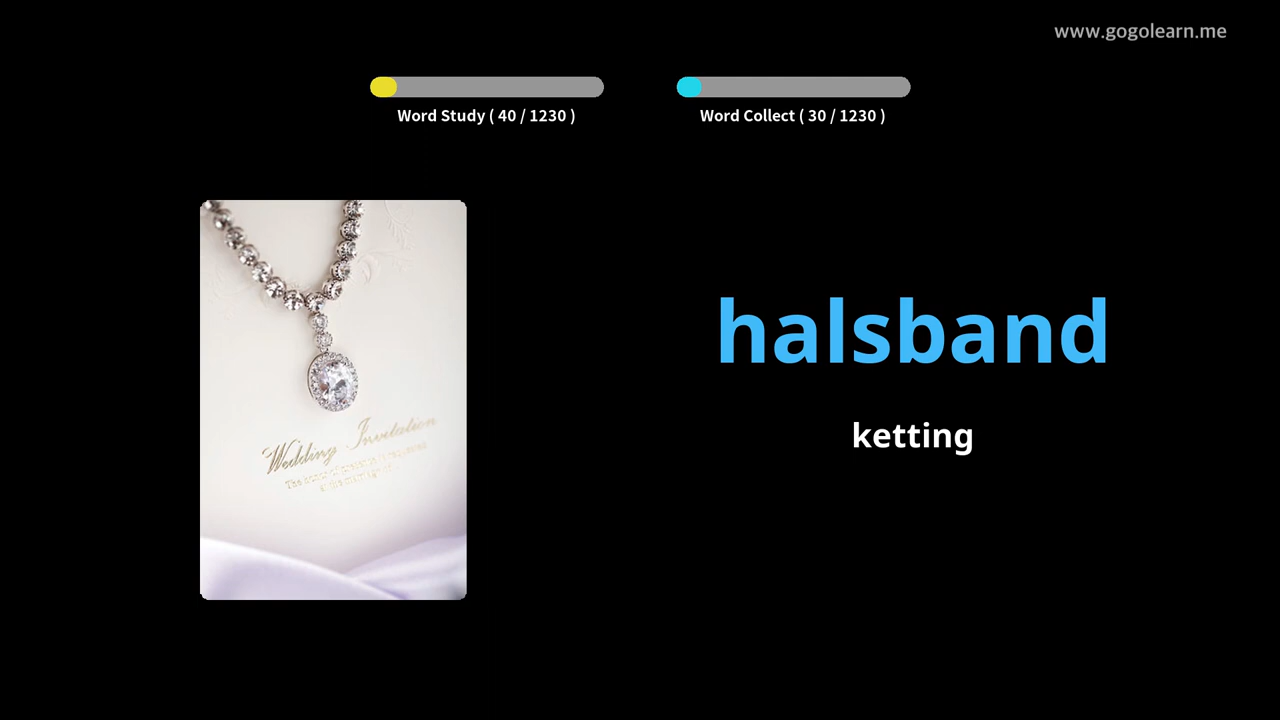 www.gogolearn.me
Word Study ( 40 / 1230 )
Word Collect ( 30 / 1230 )
halsband
ketting
Wedding Invitation